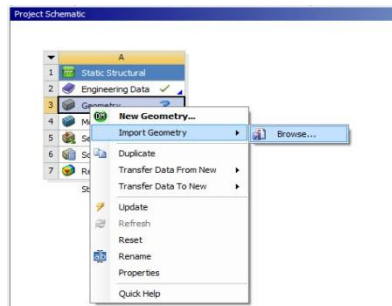 Project Schematic
A
1 Static Structural
2 Engineering Data
3 Geometry
4
5
6
7
New Geometry...
Import Geometry
Browse...
Duplicate
Transfer Data From New
Transfer Data To New
Update
Refresh
Reset
Rename
Properties
Quick Help